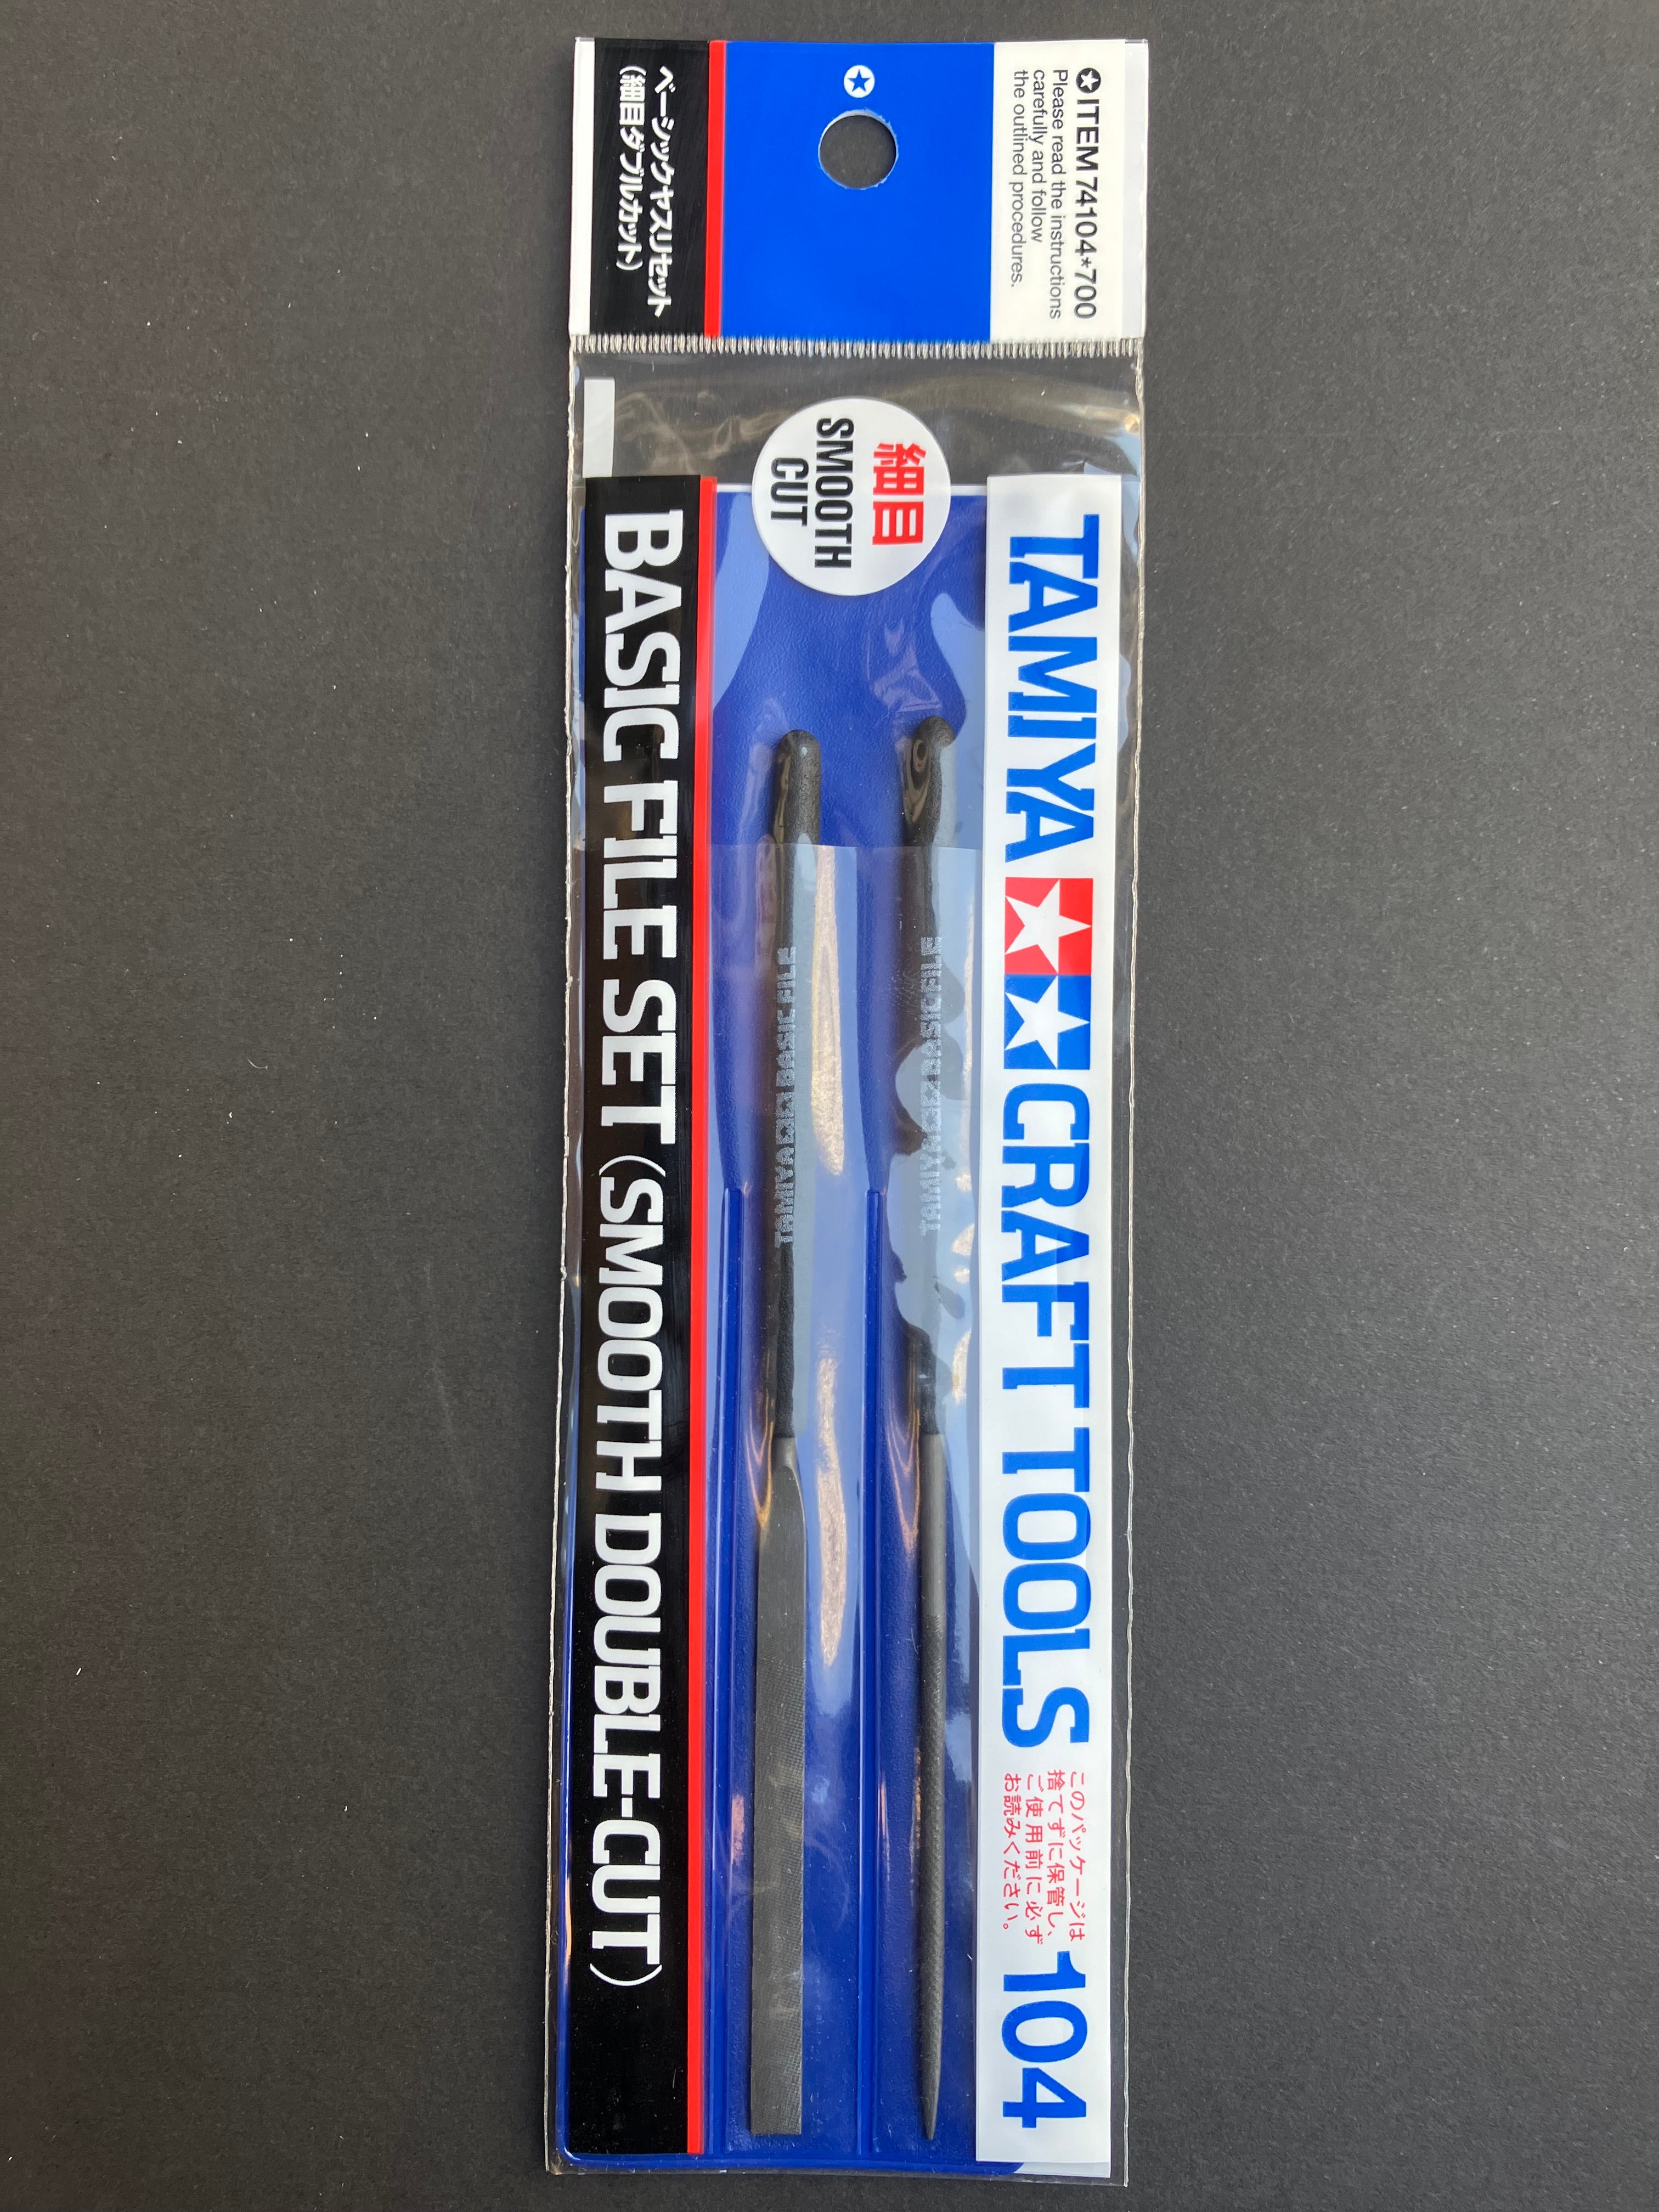 ITEM 74104*700
Please read the instructions
carefully and follow
the outlined procedures.
ベーシックヤスリセット
(細目ダブルカット)
細目
SMOOTH
CUT
TAMIYA CRAFT TOOLS
このパッケージは
捨てずに保管し、
ご使用前に必ず
お読みください。
104
TAMIYA BASIC FILE
TAMIYA BASIC FILE
BASIC FILE SET (SMOOTH DOUBLE-CUT)